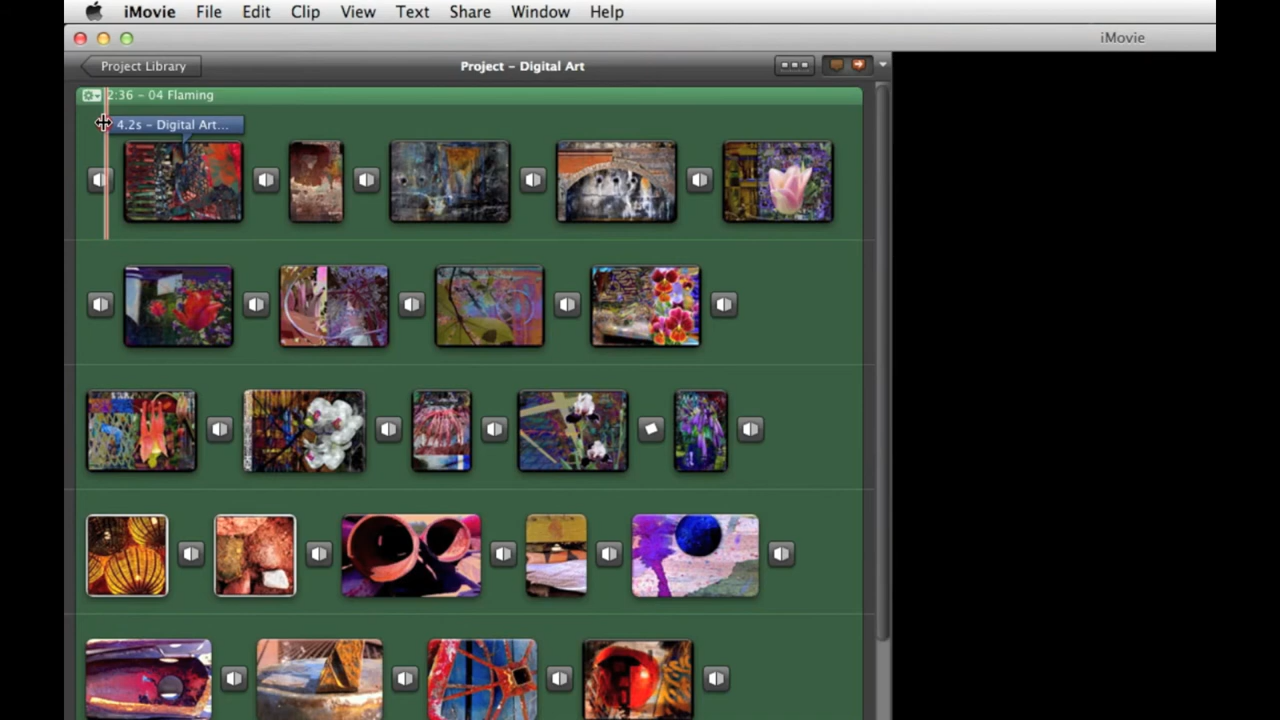 iMovie File Edit Clip View Text Share Window Help
iMovie
Project Library Project – Digital Art
2:36 – 04 Flaming
4.2s – Digital Art…